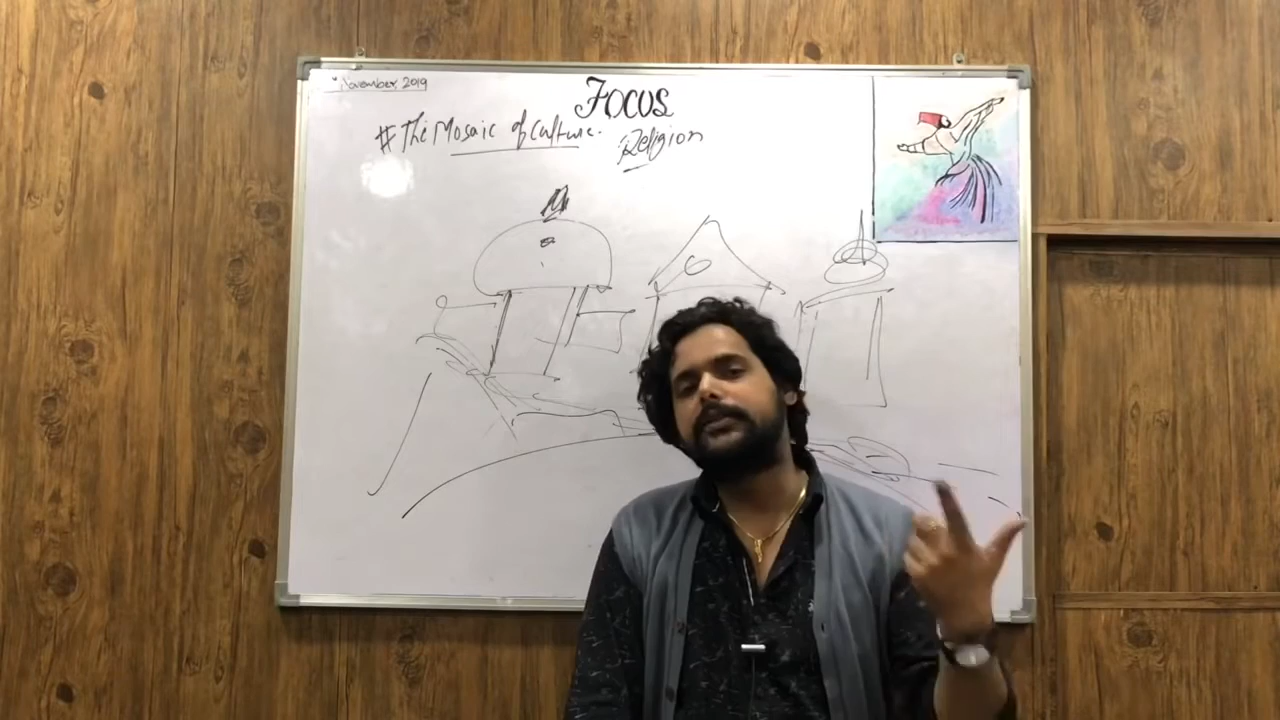 November, 2019
FOCUS
# The Mosaic of Culture.
Religion